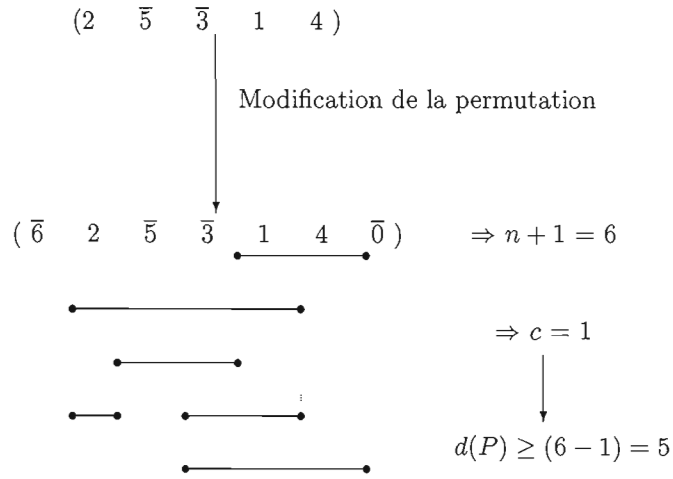 (2 5̅ 3̅ 1 4 )
Modification de la permutation
( 6̅ 2 5̅ 3̅ 1 4 0̅ ) ⇒ n + 1 = 6
⇒ c = 1
d(P) ≥ (6 − 1) = 5